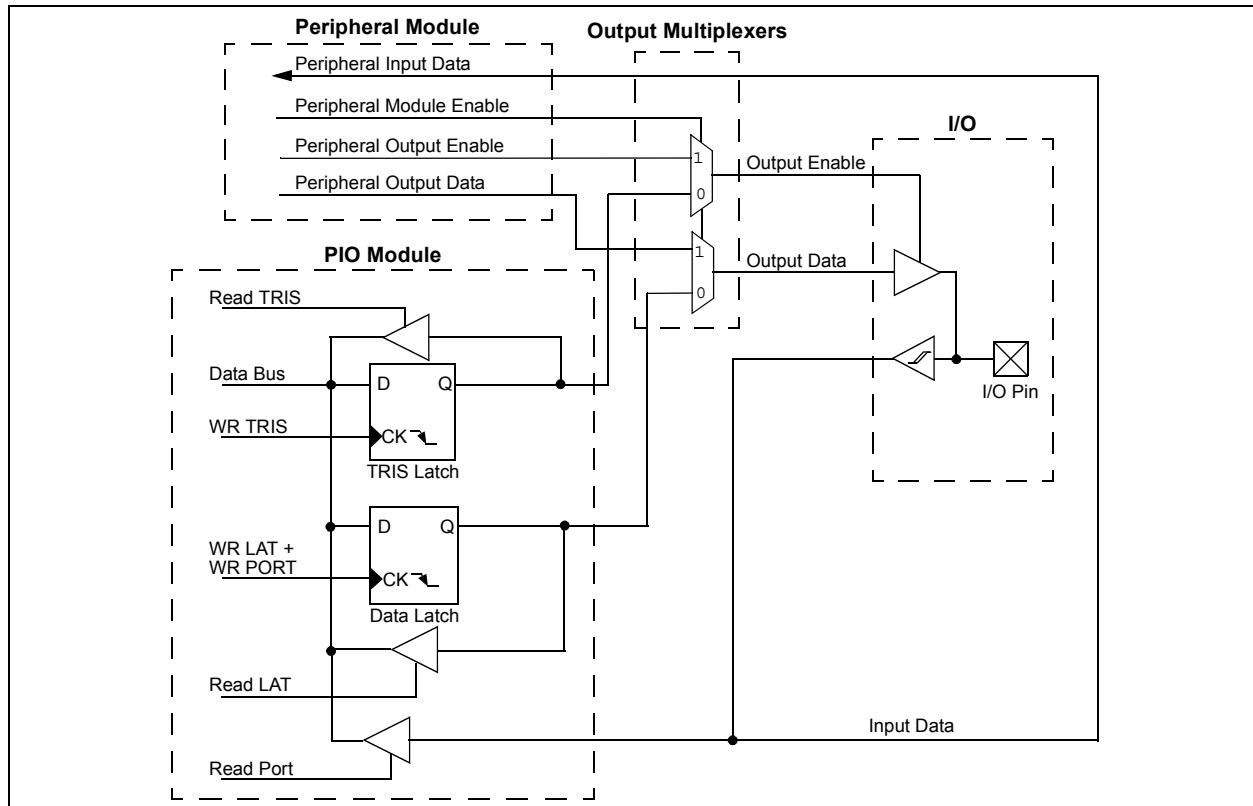 Peripheral Module
Output Multiplexers
Peripheral Input Data
Peripheral Module Enable
I/O
Peripheral Output Enable
1
Output Enable
Peripheral Output Data
0
PIO Module
1
Output Data
0
Read TRIS
Data Bus
D
Q
I/O Pin
WR TRIS
CK
TRIS Latch
D
Q
WR LAT +
WR PORT
CK
Data Latch
Read LAT
Input Data
Read Port